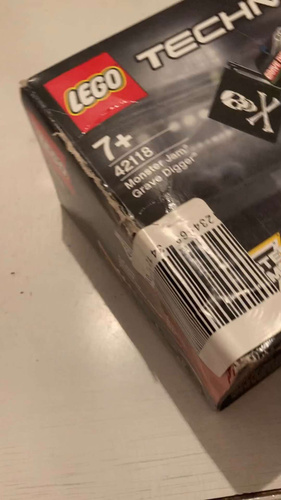 LEGO
TECHN
7+
42118
Monster Jam®
Grave Digger®